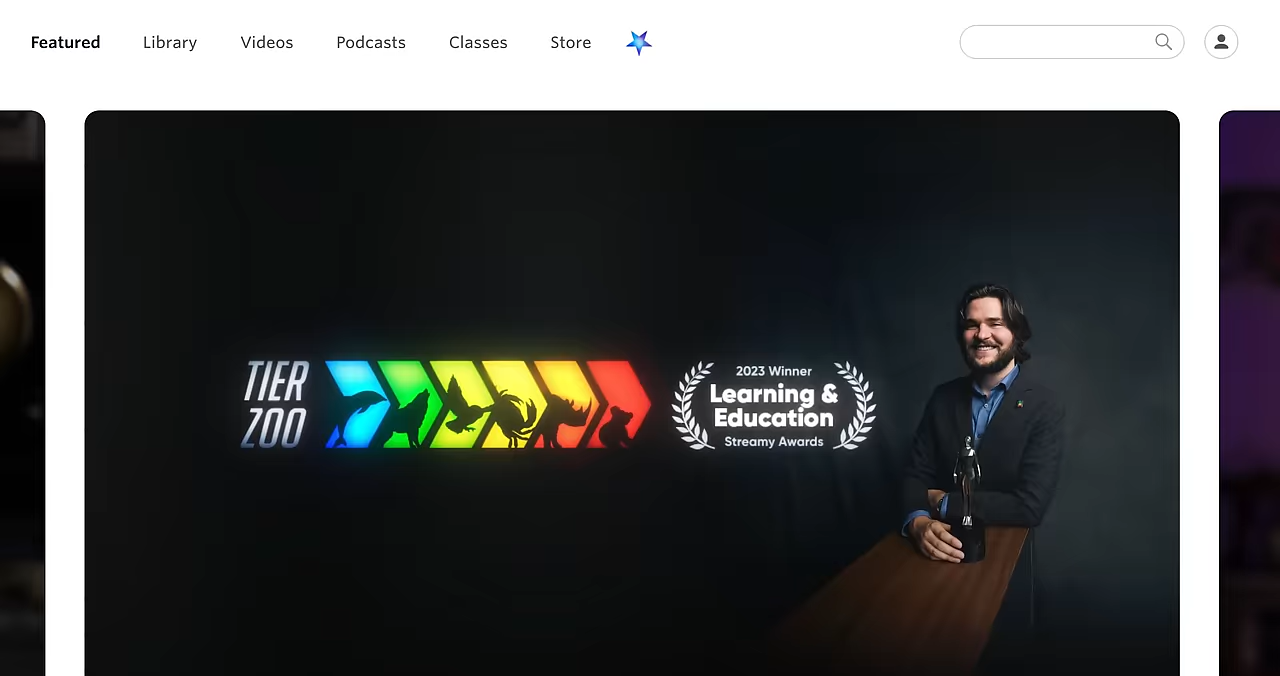 Featured
Library
Videos
Podcasts
Classes
Store
TIER
ZOO
2023 Winner
Learning &
Education
Streamy Awards